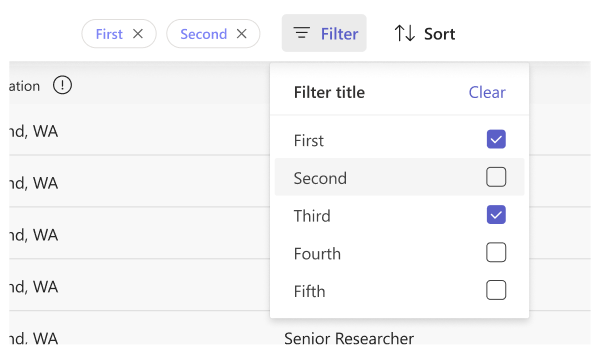 First Second Filter Sort
ation
Filter title Clear
First
nd, WA
Second
nd, WA
Third
nd, WA
Fourth
nd, WA
Fifth
nd, WA Senior Researcher